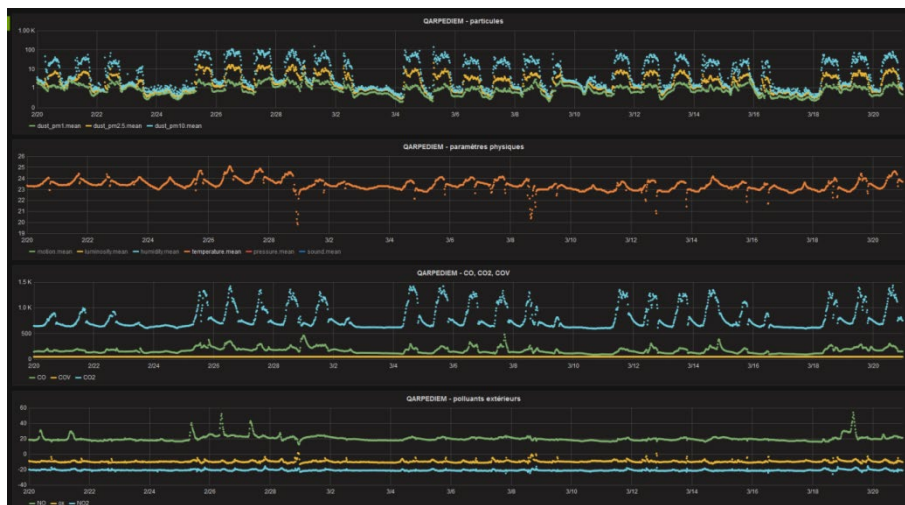 QARPEDIEM - particules
1.00 K
100
10
1
0
2/20 2/22 2/24 2/26 2/28 3/2 3/4 3/6 3/8 3/10 3/12 3/14 3/16 3/18 3/20
dust_pm1.mean dust_pm2.5.mean dust_pm10.mean
QARPEDIEM - paramètres physiques
26
25
24
23
22
21
20
19
2/20 2/22 2/24 2/26 2/28 3/2 3/4 3/6 3/8 3/10 3/12 3/14 3/16 3/18 3/20
motion.mean luminosity.mean humidity.mean temperature.mean pressure.mean sound.mean
QARPEDIEM - CO, CO2, COV
1.5 K
1.0 K
500
0
2/20 2/22 2/24 2/26 2/28 3/2 3/4 3/6 3/8 3/10 3/12 3/14 3/16 3/18 3/20
CO COV CO2
QARPEDIEM - polluants extérieurs
60
40
20
0
-20
-40
2/20 2/22 2/24 2/26 2/28 3/2 3/4 3/6 3/8 3/10 3/12 3/14 3/16 3/18 3/20
NO NO2